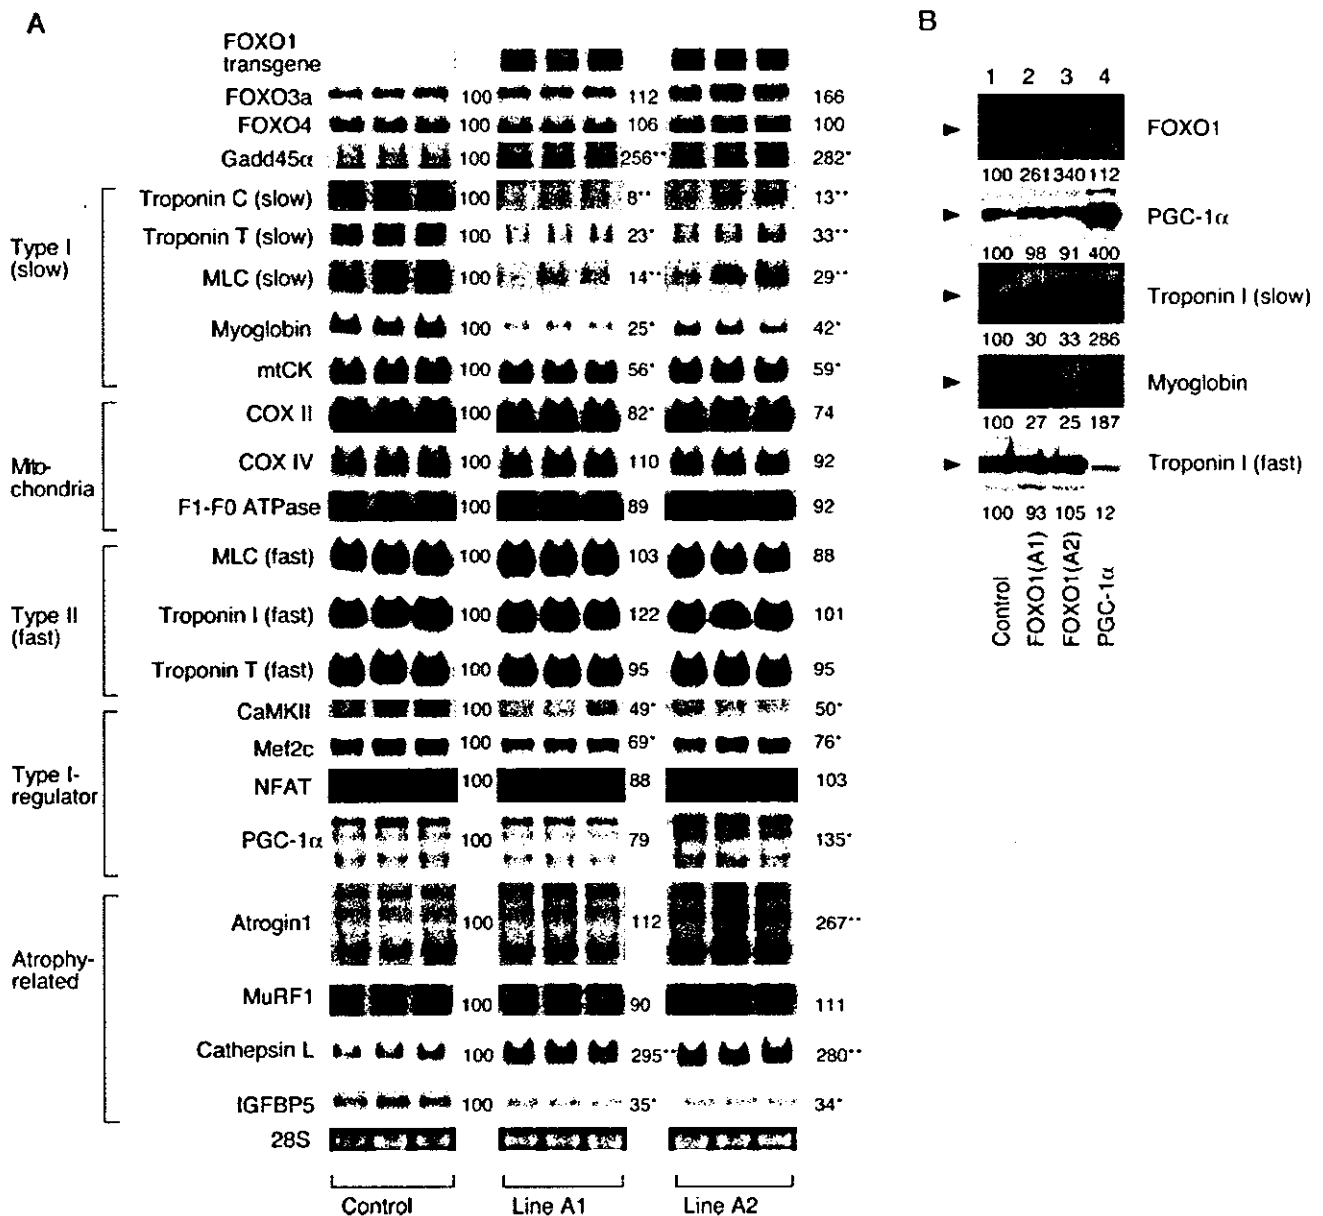 A
FOXO1
transgene
FOXO3a 100 112 166
FOXO4 100 106 100
Gadd45α 100 256** 282*
Type I
(slow)
Troponin C (slow) 100 8** 13**
Troponin T (slow) 100 23* 33**
MLC (slow) 100 14** 29**
Myoglobin 100 25* 42*
mtCK 100 56* 59*
Mito-
chondria
COX II 100 82* 74
COX IV 100 110 92
F1-F0 ATPase 100 89 92
Type II
(fast)
MLC (fast) 100 103 88
Troponin I (fast) 100 122 101
Troponin T (fast) 100 95 95
Type I-
regulator
CaMKII 100 49* 50*
Mef2c 100 69* 76*
NFAT 100 88 103
PGC-1α 100 79 135*
Atrophy-
related
Atrogin1 100 112 267**
MuRF1 100 90 111
Cathepsin L 100 295** 280**
IGFBP5 100 35* 34*
28S
Control Line A1 Line A2
B
1 2 3 4
FOXO1
100 261 340 112
PGC-1α
100 98 91 400
Troponin I (slow)
100 30 33 286
Myoglobin
100 27 25 187
Troponin I (fast)
100 93 105 12
Control
FOXO1(A1)
FOXO1(A2)
PGC-1α